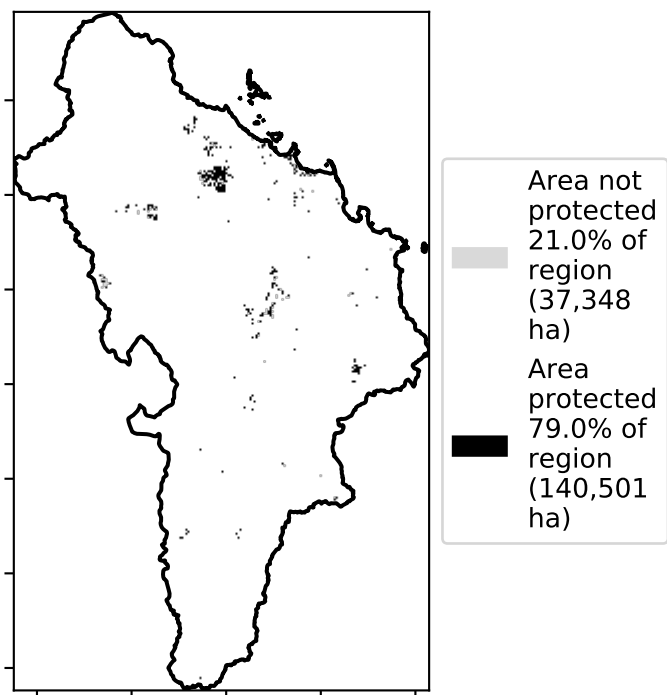 Area not
protected
21.0% of
region
(37,348
ha)
Area
protected
79.0% of
region
(140,501
ha)